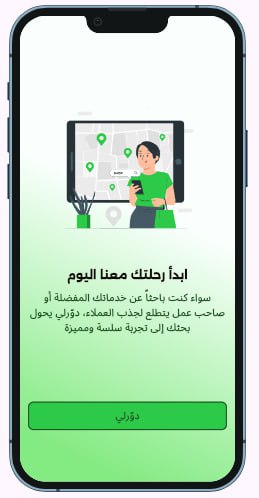 SHOP
ابدأ رحلتك معنا اليوم
سواء كنت باحثاً عن خدماتك المفضلة أو
صاحب عمل يتطلع لجذب العملاء، دوّرلي يحول
بحثك إلى تجربة سلسة ومميزة
دوّرلي